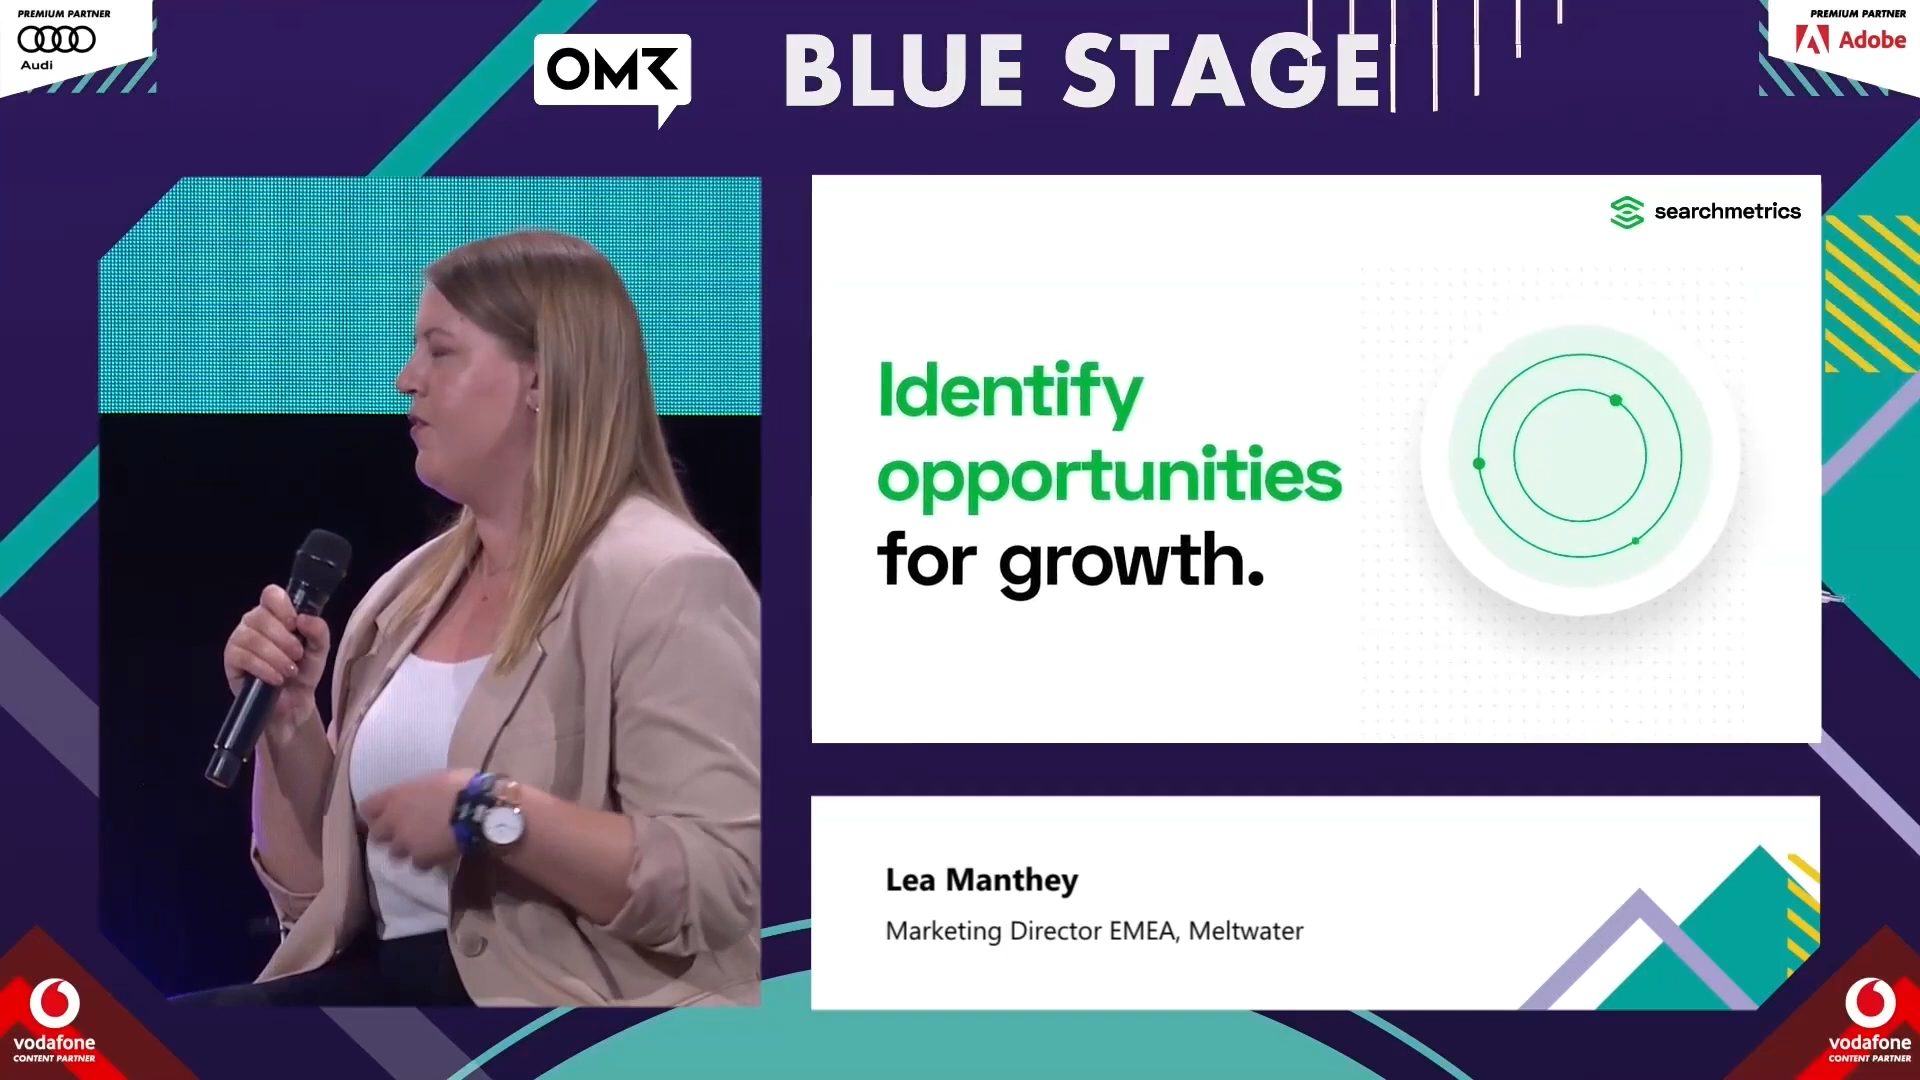 PREMIUM PARTNER
Audi
OMR
BLUE STAGE
PREMIUM PARTNER
Adobe
searchmetrics
Identify
opportunities
for growth.
Lea Manthey
Marketing Director EMEA, Meltwater
vodafone
CONTENT PARTNER
vodafone
CONTENT PARTNER